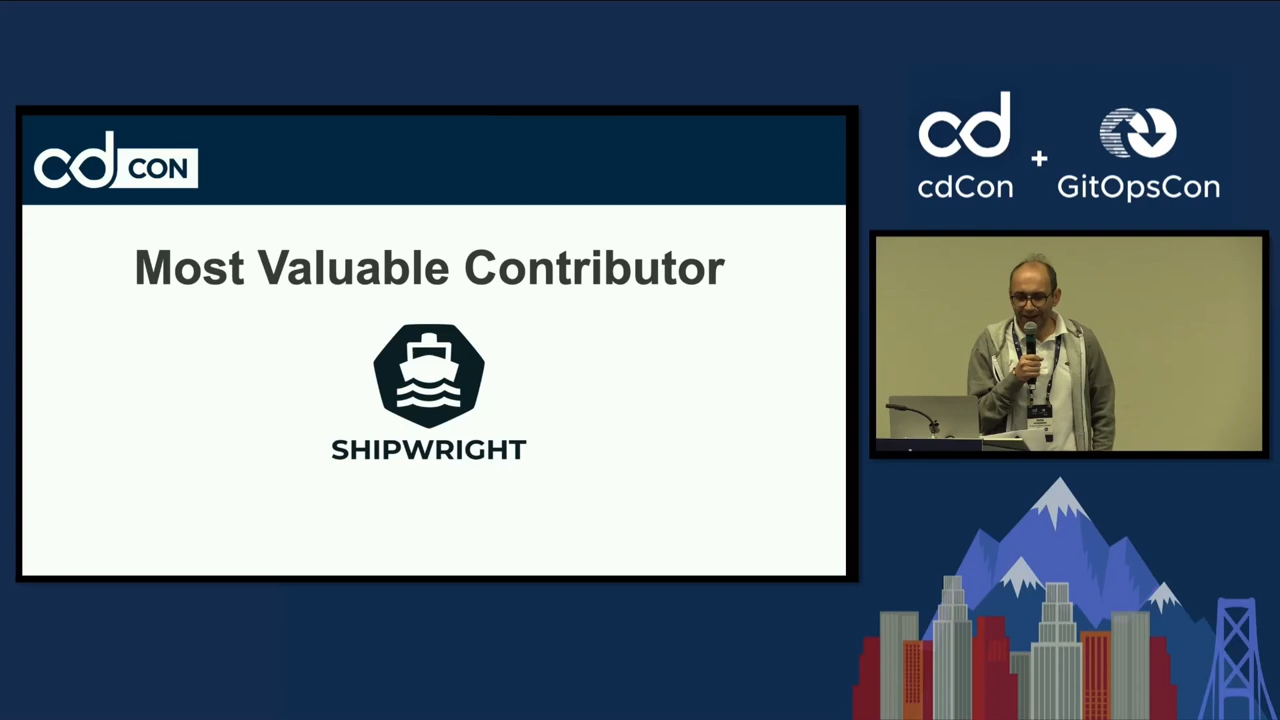 cd CON
Most Valuable Contributor
SHIPWRIGHT
cd
cdCon
+
GitOpsCon